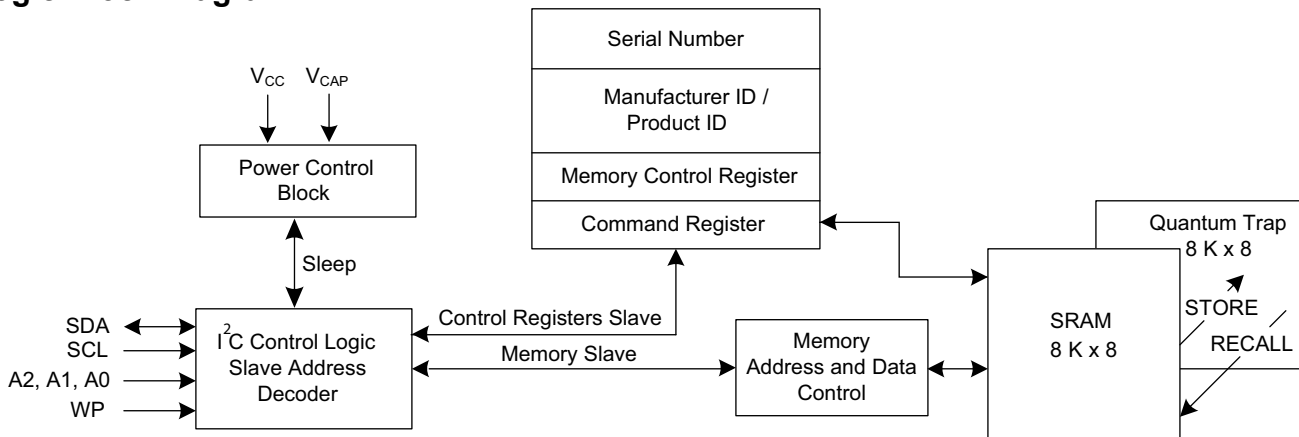 Serial Number
Manufacturer ID /
Product ID
Memory Control Register
Command Register
VCC VCAP
Power Control
Block
Sleep
Quantum Trap
8 K x 8
STORE
RECALL
SRAM
8 K x 8
SDA
SCL
A2, A1, A0
WP
I2C Control Logic
Slave Address
Decoder
Control Registers Slave
Memory Slave
Memory
Address and Data
Control